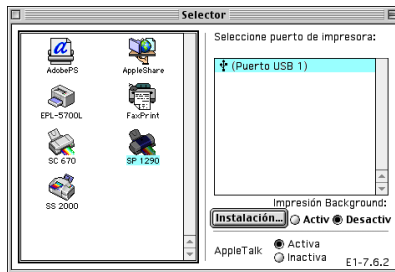 Selector
AdobePS
AppleShare
EPL-5700L
FaxPrint
SC 670
SP 1290
SS 2000
Seleccione puerto de impresora:
(Puerto USB 1)
Impresión Background:
Instalación... Activ Desactiv
AppleTalk
Activa
Inactiva
E1-7.6.2